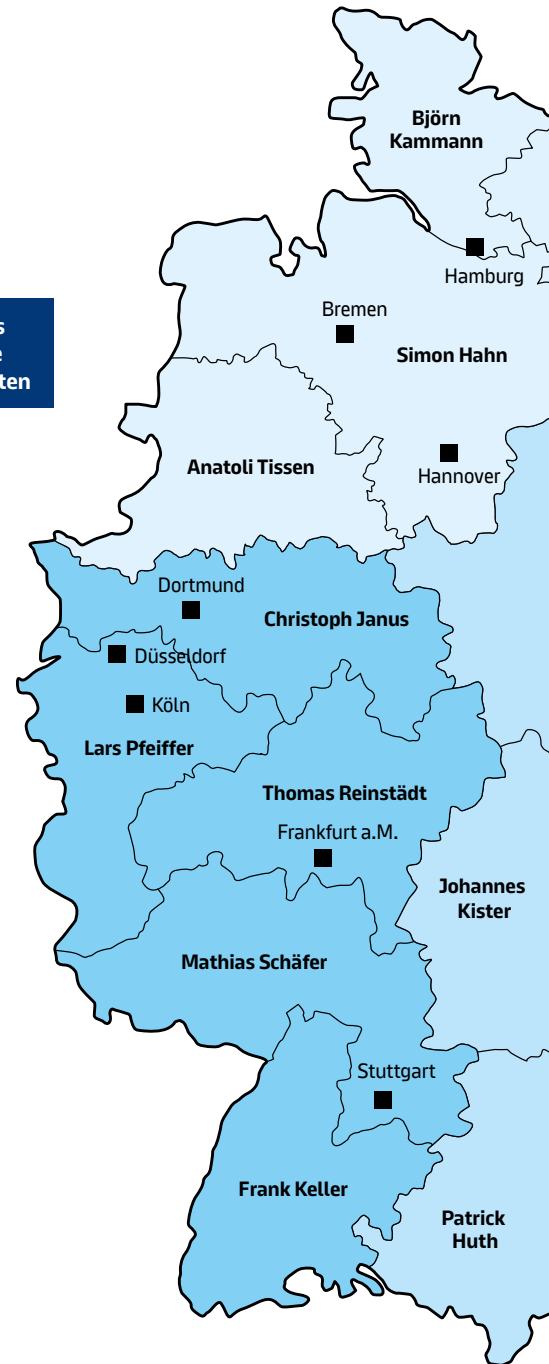 Björn
Kammann
Hamburg
s
e
ten
Bremen
Simon Hahn
Anatoli Tissen
Hannover
Dortmund
Christoph Janus
Düsseldorf
Köln
Lars Pfeiffer
Thomas Reinstädt
Frankfurt a.M.
Johannes
Kister
Mathias Schäfer
Stuttgart
Frank Keller
Patrick
Huth